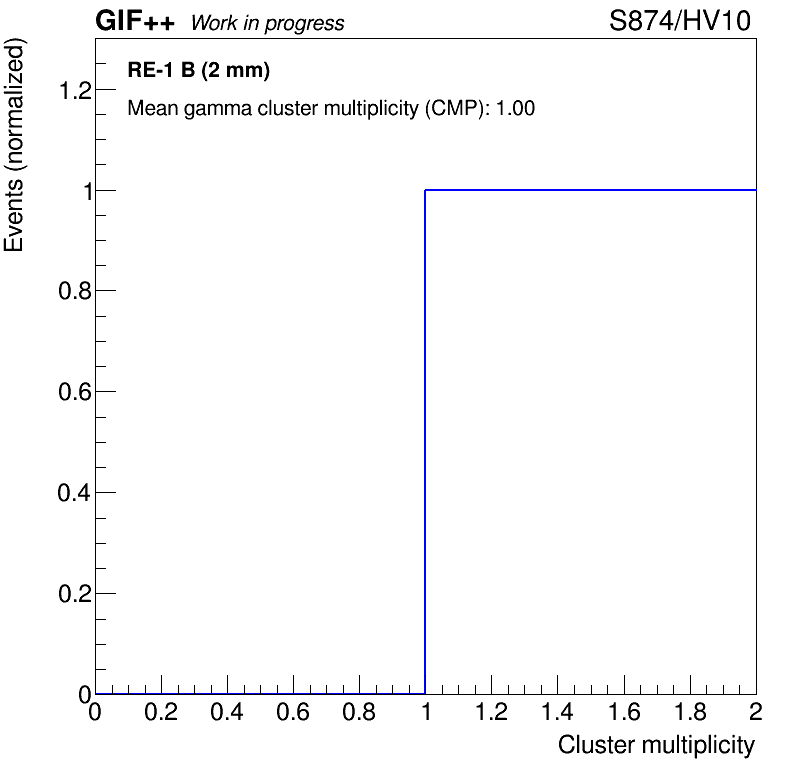 GIF++ Work in progress S874/HV10
Events (normalized)
RE-1 B (2 mm)
Mean gamma cluster multiplicity (CMP): 1.00
1.2
1
0.8
0.6
0.4
0.2
0
0 0.2 0.4 0.6 0.8 1 1.2 1.4 1.6 1.8 2
Cluster multiplicity